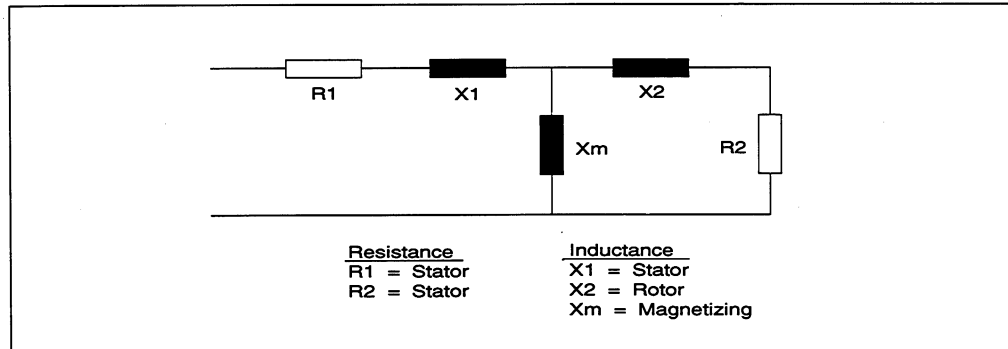 R1
X1
X2
Xm
R2
Resistance
R1 = Stator
R2 = Stator
Inductance
X1 = Stator
X2 = Rotor
Xm = Magnetizing